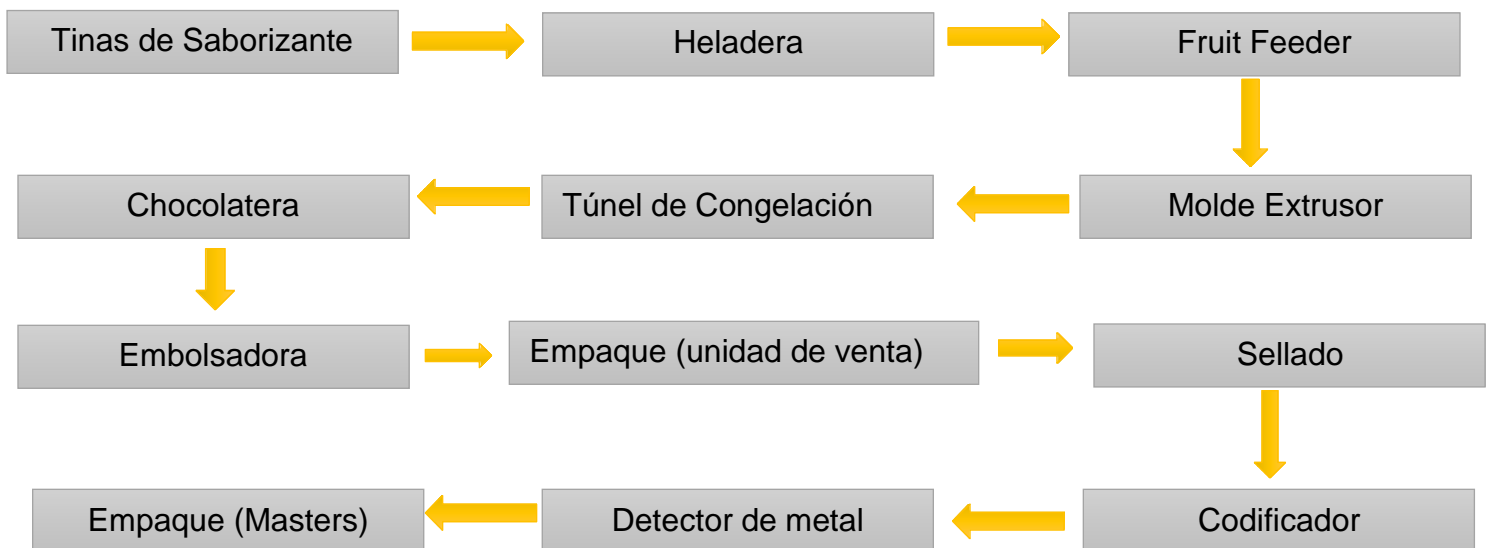 Tinas de Saborizante
Heladera
Fruit Feeder
Chocolatera
Túnel de Congelación
Molde Extrusor
Embolsadora
Empaque (unidad de venta)
Sellado
Empaque (Masters)
Detector de metal
Codificador